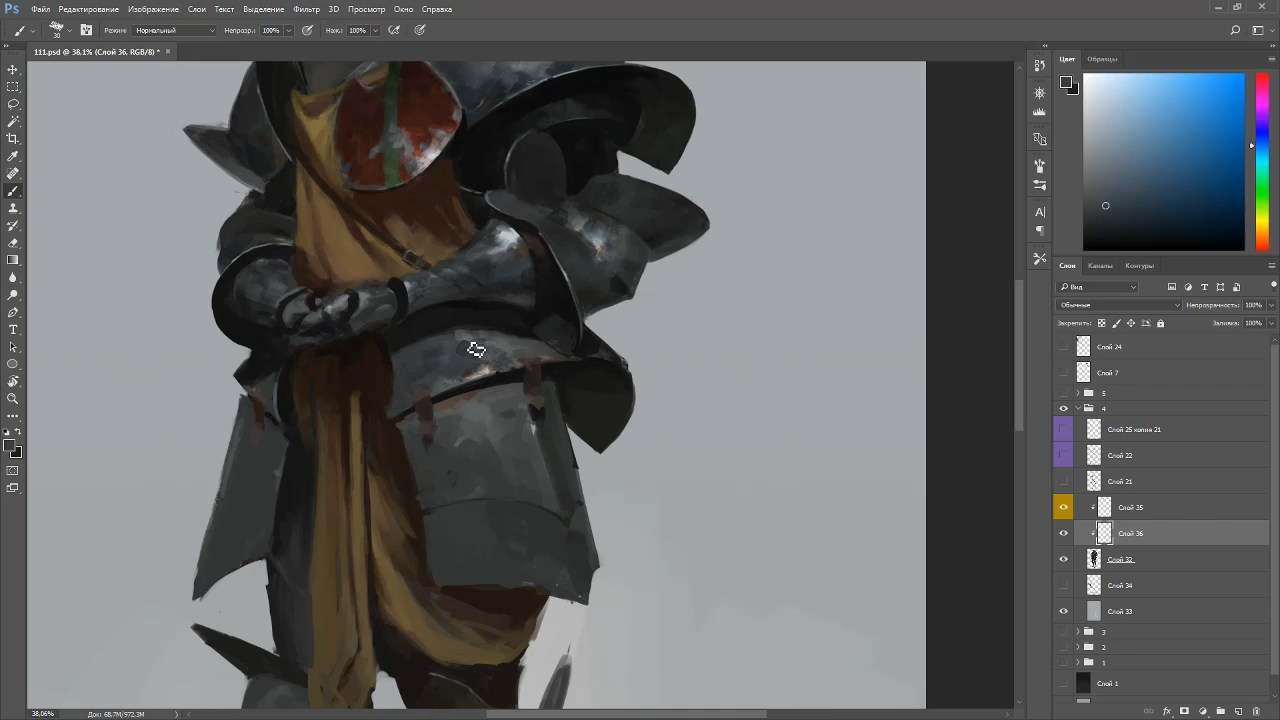 Файл Редактирование Изображение Слои Текст Выделение Фильтр 3D Просмотр Окно Справка
30 Режим: Нормальный Непрозр.: 100% Наж.: 100%
111.psd @ 38,1% (Слой 36, RGB/8) * ×
Цвет Образцы
Слои Каналы Контуры
Вид
Обычные Непрозрачность: 100%
Закрепить: Заливка: 100%
Слой 24
Слой 7
5
4
Слой 25 копия 21
Слой 22
Слой 21
Слой 35
Слой 36
Слой 32
Слой 34
Слой 33
3
2
1
Слой 1
38,06% Док: 68,7M/972,3M